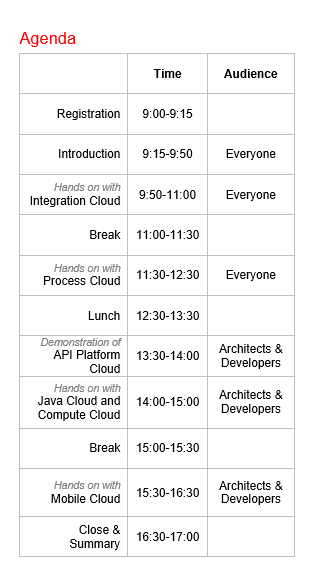 Agenda
Time Audience
Registration 9:00-9:15
Introduction 9:15-9:50 Everyone
Hands on with
Integration Cloud 9:50-11:00 Everyone
Break 11:00-11:30
Hands on with
Process Cloud 11:30-12:30 Everyone
Lunch 12:30-13:30
Demonstration of
API Platform
Cloud 13:30-14:00 Architects &
Developers
Hands on with
Java Cloud and
Compute Cloud 14:00-15:00 Architects &
Developers
Break 15:00-15:30
Hands on with
Mobile Cloud 15:30-16:30 Architects &
Developers
Close &
Summary 16:30-17:00